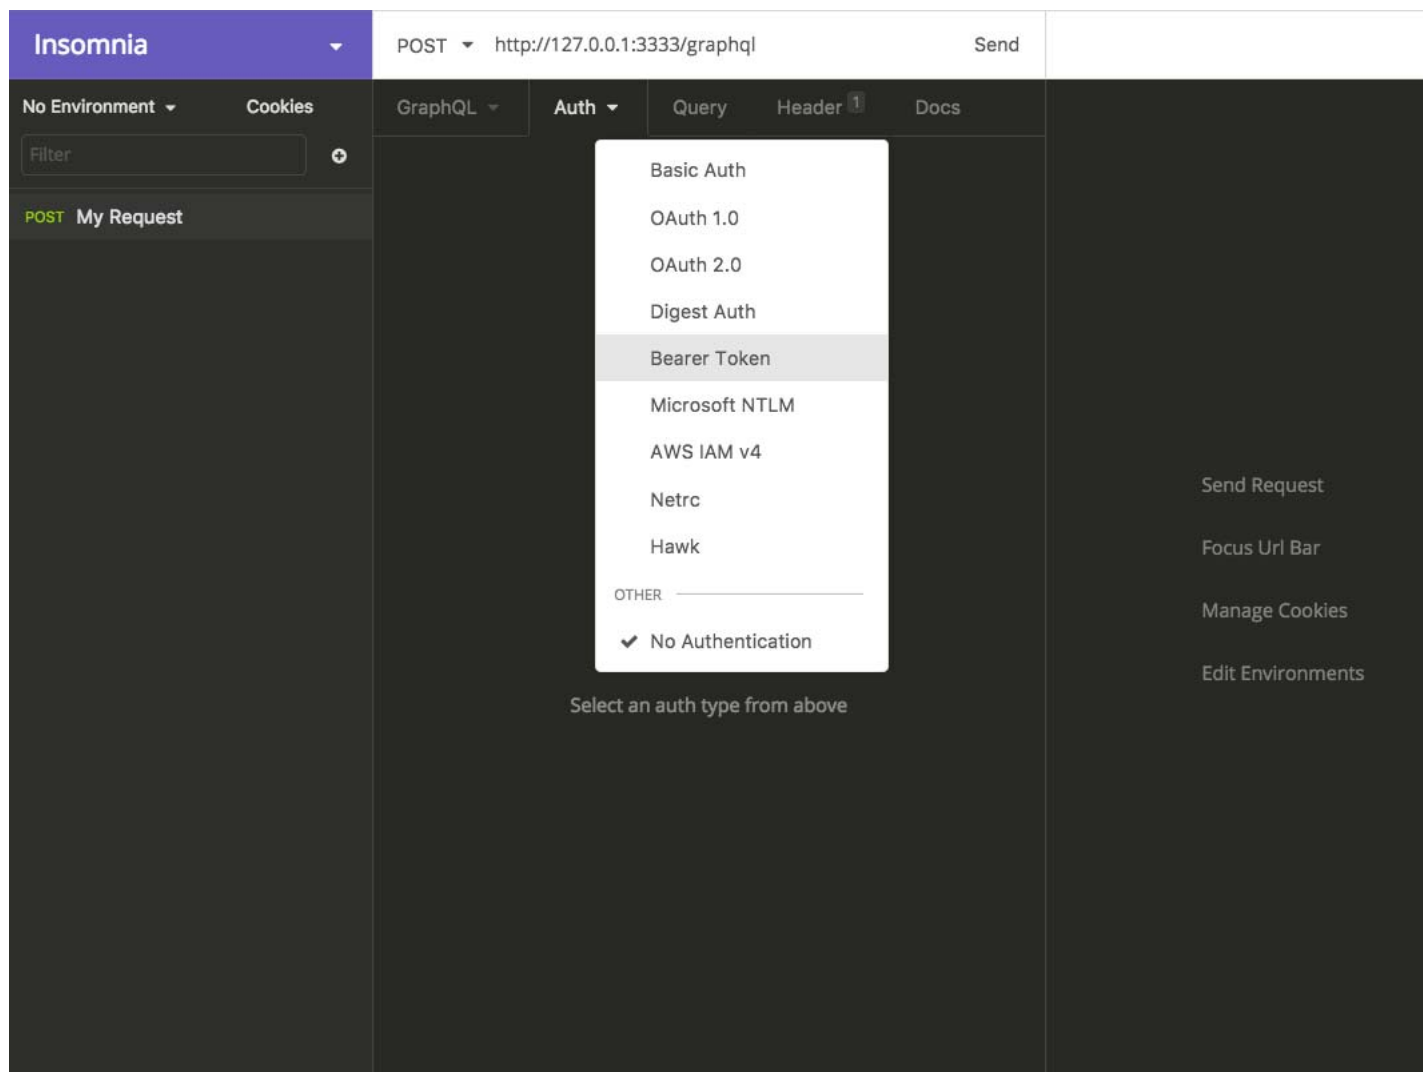 Insomnia
POST http://127.0.0.1:3333/graphql Send
No Environment Cookies
GraphQL Auth Query Header 1 Docs
Filter
POST My Request
Basic Auth
OAuth 1.0
OAuth 2.0
Digest Auth
Bearer Token
Microsoft NTLM
AWS IAM v4
Netrc
Hawk
OTHER
No Authentication
Select an auth type from above
Send Request
Focus Url Bar
Manage Cookies
Edit Environments